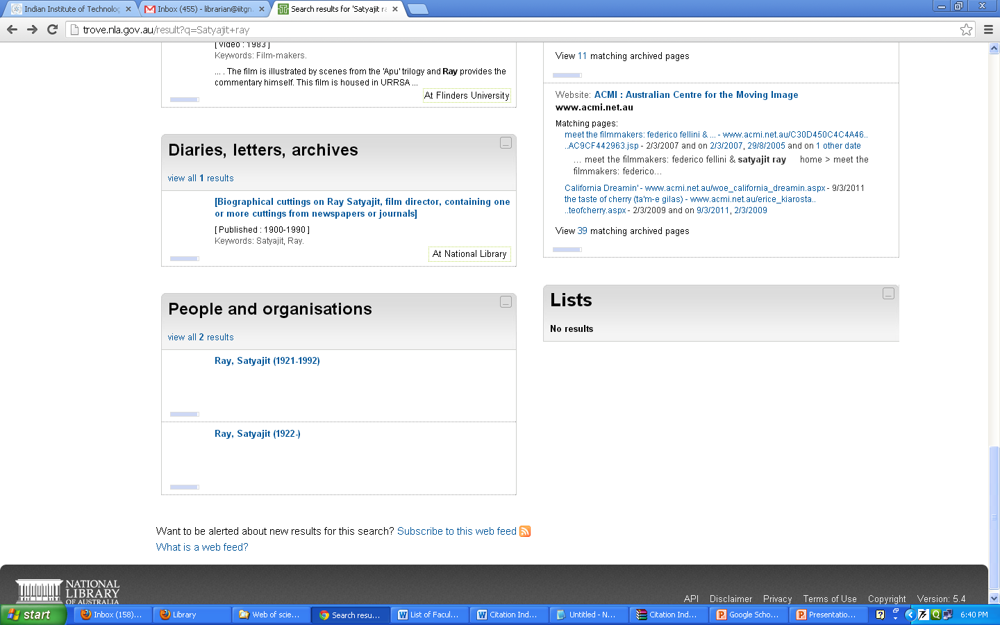 Indian Institute of Technolog
Inbox (455) - librarian@iitgn
Search results for 'Satyajit ra
trove.nla.gov.au/result?q=Satyajit+ray
[ Video : 1983 ]
Keywords: Film-makers.
... . The film is illustrated by scenes from the 'Apu' trilogy and Ray provides the
commentary himself. This film is housed in URRSA ...
At Flinders University
Diaries, letters, archives
view all 1 results
[Biographical cuttings on Ray Satyajit, film director, containing one
or more cuttings from newspapers or journals]
[ Published : 1900-1990 ]
Keywords: Satyajit, Ray.
At National Library
People and organisations
view all 2 results
Ray, Satyajit (1921-1992)
Ray, Satyajit (1922-)
View 11 matching archived pages
Website: ACMI : Australian Centre for the Moving Image
www.acmi.net.au
Matching pages:
meet the filmmakers: federico fellini & ... - www.acmi.net.au/C30D450C4C4A46..
..AC9CF442963.jsp - 2/3/2007 and on 2/3/2007, 29/8/2005 and on 1 other date
... meet the filmmakers: federico fellini & satyajit ray home > meet the
filmmakers: federico...
California Dreamin' - www.acmi.net.au/woe_california_dreamin.aspx - 9/3/2011
the taste of cherry (ta'm-e gilas) - www.acmi.net.au/erice_kiarosta..
..teofcherry.aspx - 2/3/2009 and on 9/3/2011, 2/3/2009
View 39 matching archived pages
Lists
No results
Want to be alerted about new results for this search? Subscribe to this web feed
What is a web feed?
NATIONAL
LIBRARY
OF AUSTRALIA
API Disclaimer Privacy Terms of Use Copyright Version: 5.4
start
Inbox (158)...
Library
Web of scie...
Search resu...
List of Facul...
Citation Ind...
Untitled - N...
Citation Ind...
Google Scho...
Presentatio...
6:40 PM